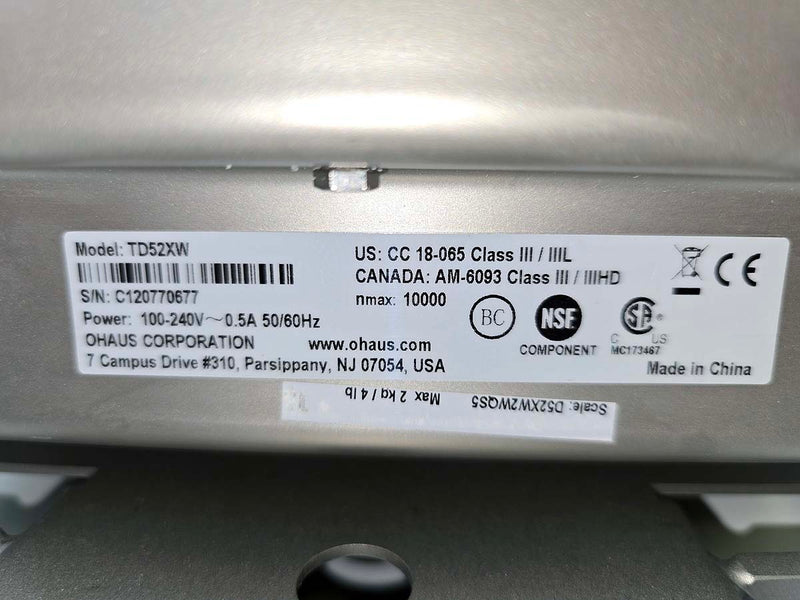 Model: TD52XW
S/N: C120770677
Power: 100-240V～0.5A 50/60Hz
OHAUS CORPORATION www.ohaus.com
7 Campus Drive #310, Parsippany, NJ 07054, USA
US: CC 18-065 Class III / IIIL
CANADA: AM-6093 Class III / IIIHD
nmax: 10000
BC
NSF
COMPONENT
SA
C US
MC173467
CE
Made in China
Scale: D52XW2WQS5 Max 2 kg / 4 lb